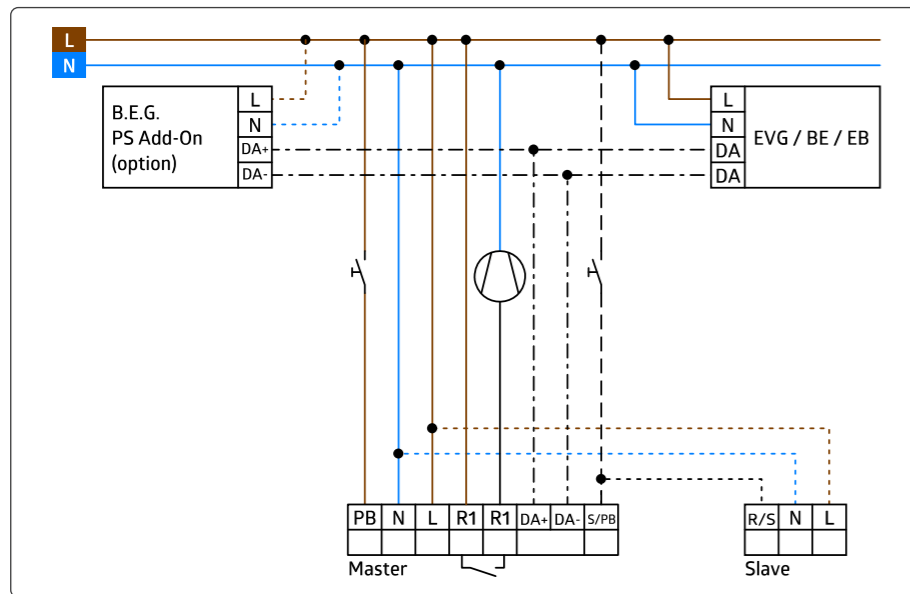 L
N
B.E.G.
PS Add-On
(option)
L
N
DA+
DA-
L
N
DA
DA
EVG / BE / EB
PB N L R1 R1 DA+ DA- S/PB
Master
R/S N L
Slave